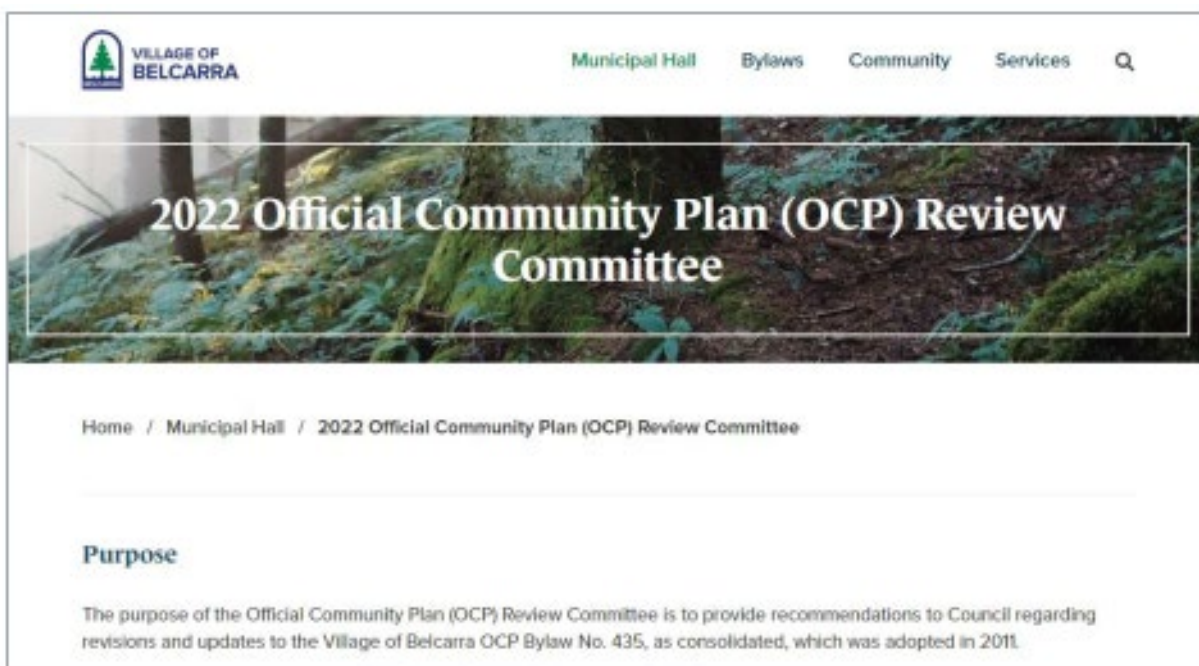 VILLAGE OF
BELCARRA
Municipal Hall Bylaws Community Services
2022 Official Community Plan (OCP) Review
Committee
Home / Municipal Hall / 2022 Official Community Plan (OCP) Review Committee
Purpose
The purpose of the Official Community Plan (OCP) Review Committee is to provide recommendations to Council regarding
revisions and updates to the Village of Belcarra OCP Bylaw No. 435, as consolidated, which was adopted in 2011.